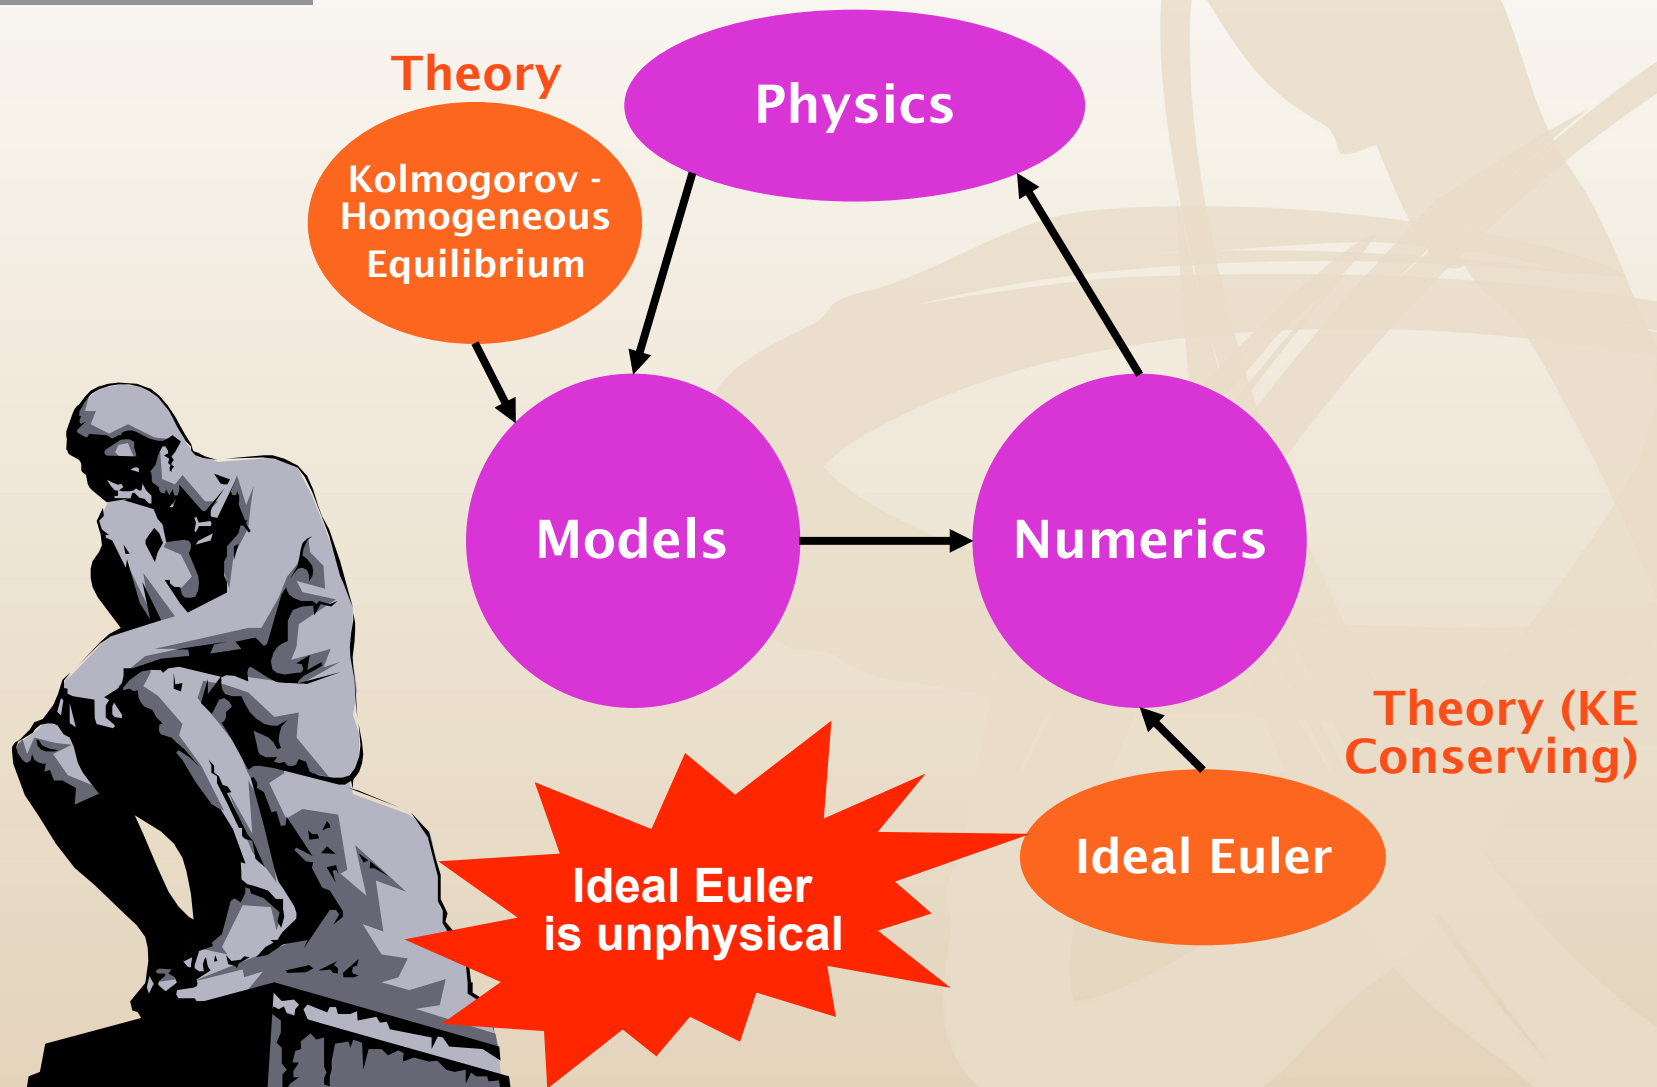 Theory
Physics
Kolmogorov -
Homogeneous
Equilibrium
Models
Numerics
Theory (KE
Conserving)
Ideal Euler
Ideal Euler
is unphysical